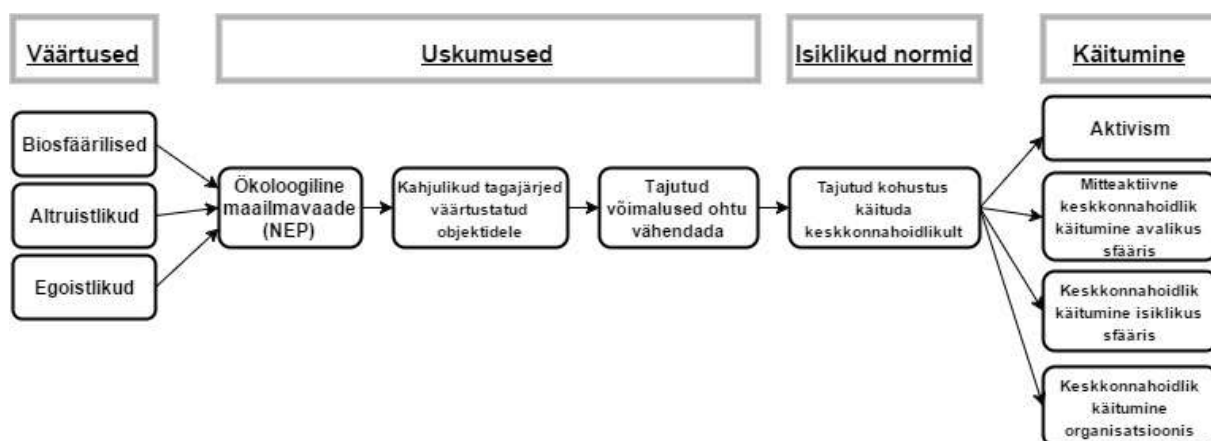 Väärtused
Uskumused
Isiklikud normid
Käitumine
Biosfäärilised
Altruistlikud
Egoistlikud
Ökoloogiline
maailmavaade
(NEP)
Kahjulikud tagajärjed
väärtustatud
objektidele
Tajutud
võimalused ohtu
vähendada
Tajutud kohustus
käituda
keskkonnahoidlikult
Aktivism
Mitteaktiivne
keskkonnahoidlik
käitumine avalikus
sfääris
Keskkonnahoidlik
käitumine isiklikus
sfääris
Keskkonnahoidlik
käitumine
organisatsioonis